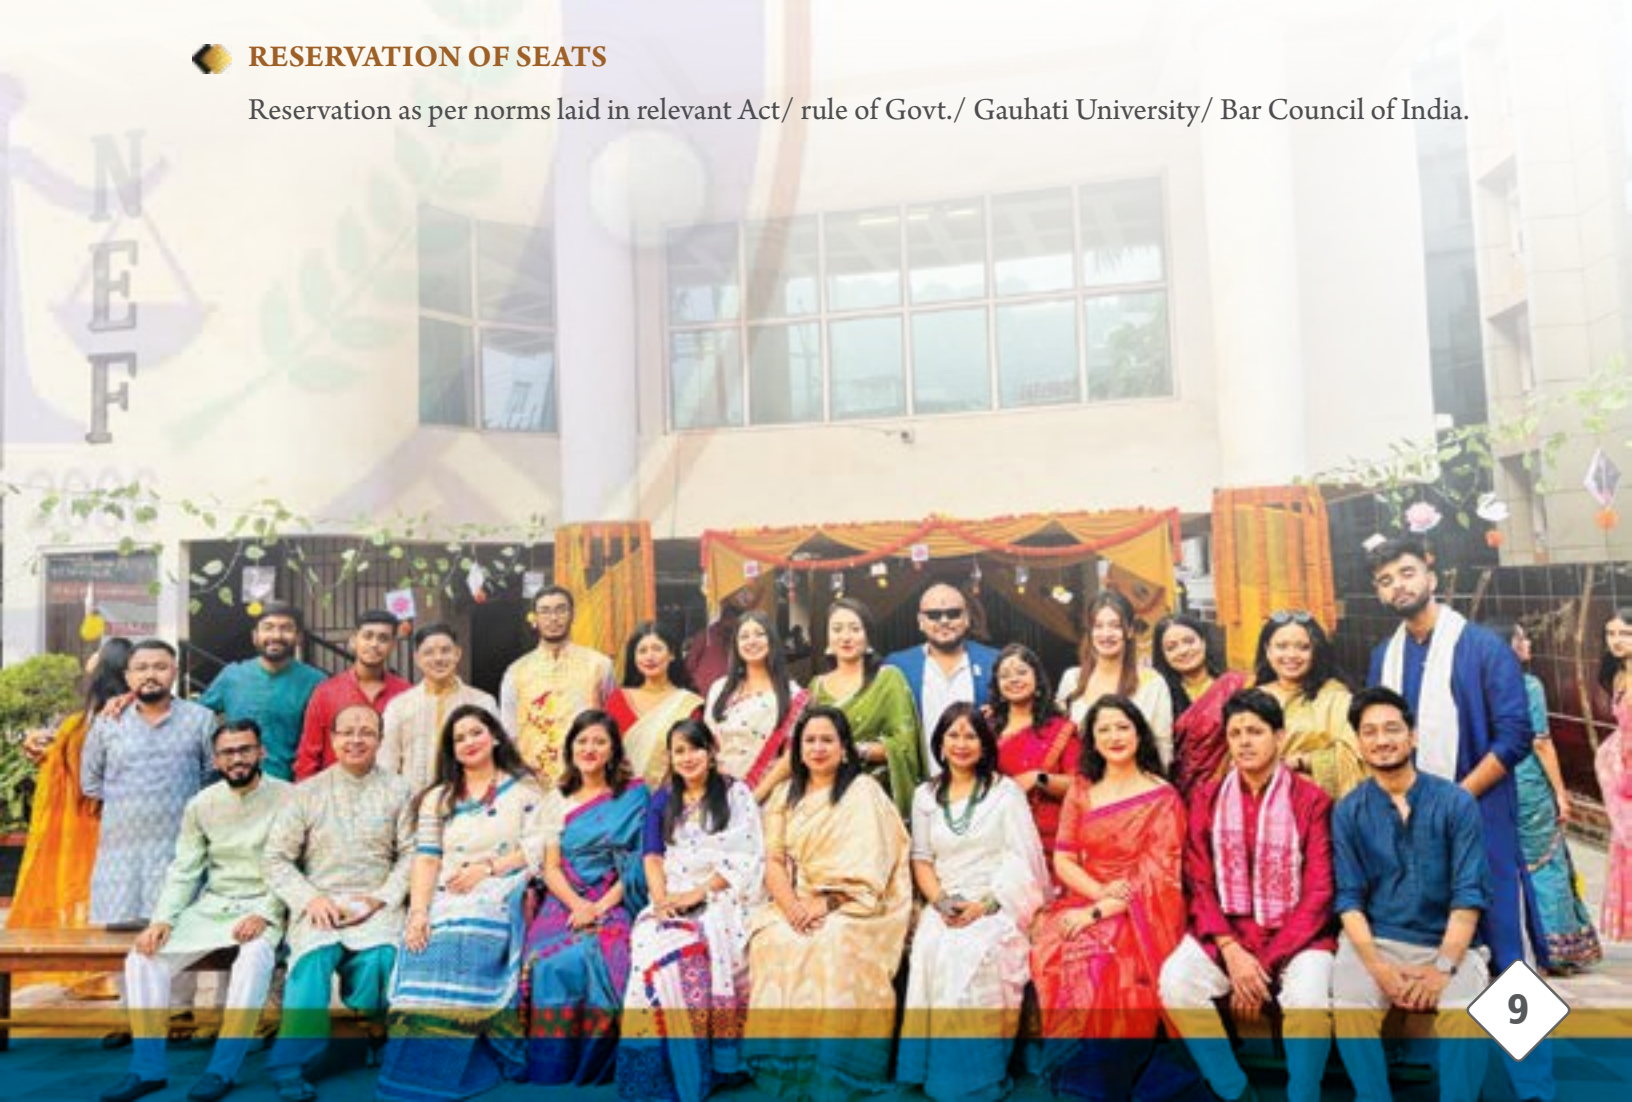 RESERVATION OF SEATS
Reservation as per norms laid in relevant Act/ rule of Govt./ Gauhati University/ Bar Council of India.
N
E
F
9